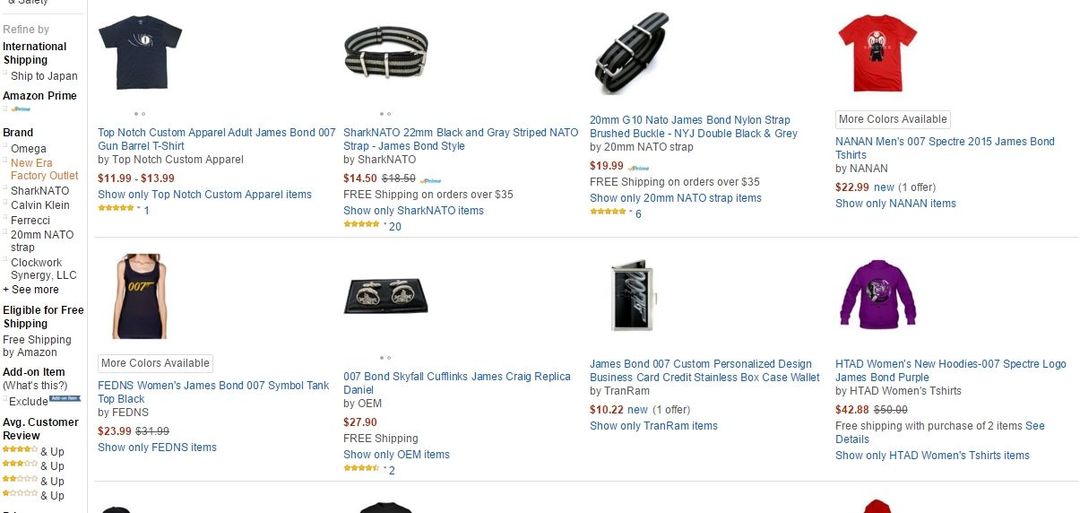 & Safety
Refine by
International
Shipping
Ship to Japan
Amazon Prime
Prime
Brand
Omega
New Era
Factory Outlet
SharkNATO
Calvin Klein
Ferrecci
20mm NATO
strap
Clockwork
Synergy, LLC
+ See more
Eligible for Free
Shipping
Free Shipping
by Amazon
Add-on Item
(What's this?)
Exclude Add-on Item
Avg. Customer
Review
& Up
& Up
& Up
& Up
Top Notch Custom Apparel Adult James Bond 007
Gun Barrel T-Shirt
by Top Notch Custom Apparel
$11.99 - $13.99
Show only Top Notch Custom Apparel items
1
SharkNATO 22mm Black and Gray Striped NATO
Strap - James Bond Style
by SharkNATO
$14.50 $18.50 Prime
FREE Shipping on orders over $35
Show only SharkNATO items
20
20mm G10 Nato James Bond Nylon Strap
Brushed Buckle - NYJ Double Black & Grey
by 20mm NATO strap
$19.99 Prime
FREE Shipping on orders over $35
Show only 20mm NATO strap items
6
SPECTRE
More Colors Available
NANAN Men's 007 Spectre 2015 James Bond
Tshirts
by NANAN
$22.99 new (1 offer)
Show only NANAN items
007
More Colors Available
FEDNS Women's James Bond 007 Symbol Tank
Top Black
by FEDNS
$23.99 $31.99
Show only FEDNS items
007 Bond Skyfall Cufflinks James Craig Replica
Daniel
by OEM
$27.90
FREE Shipping
Show only OEM items
2
007
James Bond 007 Custom Personalized Design
Business Card Credit Stainless Box Case Wallet
by TranRam
$10.22 new (1 offer)
Show only TranRam items
HTAD Women's New Hoodies-007 Spectre Logo
James Bond Purple
by HTAD Women's Tshirts
$42.88 $50.00
Free shipping with purchase of 2 items See
Details
Show only HTAD Women's Tshirts items